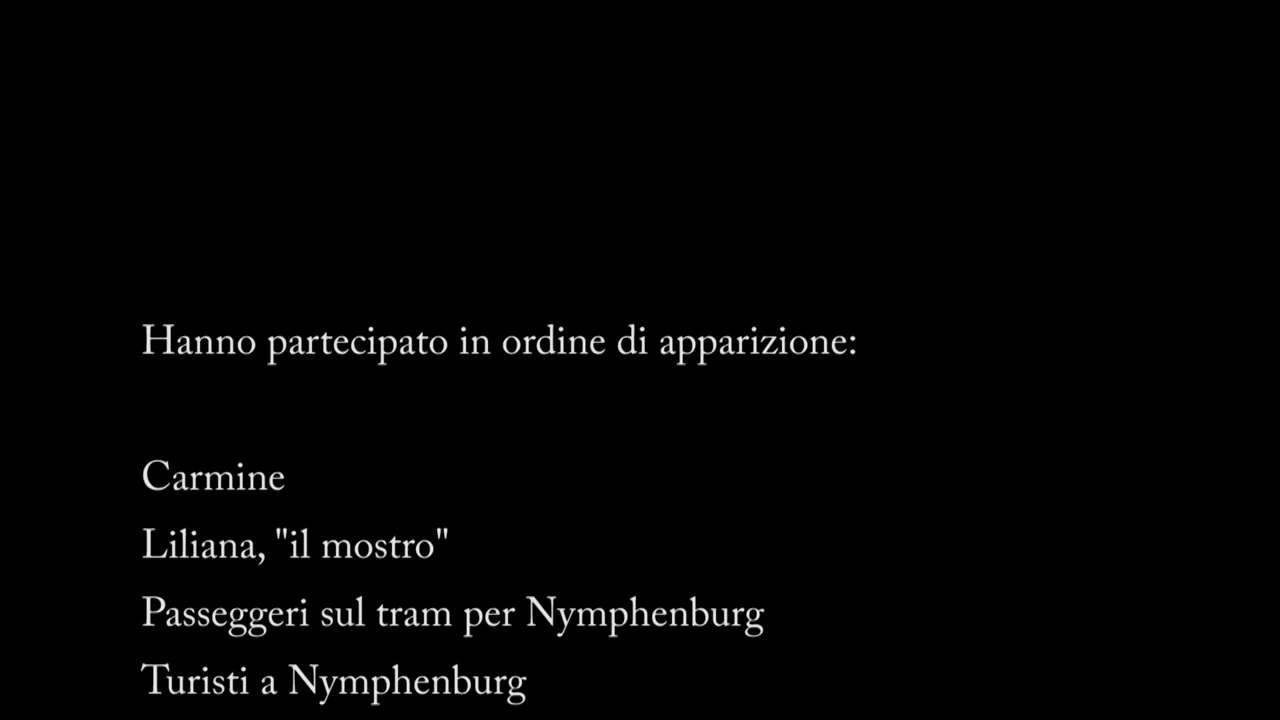 Hanno partecipato in ordine di apparizione:
Carmine
Liliana, "il mostro"
Passeggeri sul tram per Nymphenburg
Turisti a Nymphenburg